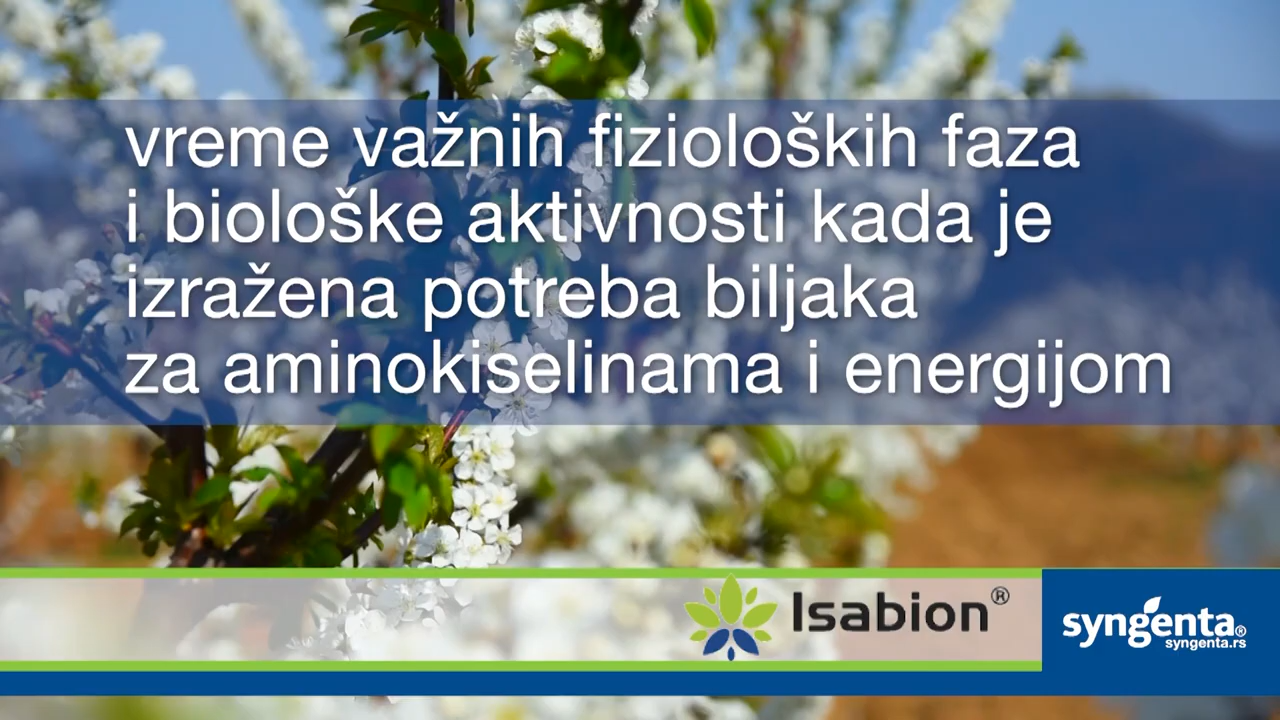 vreme važnih fizioloških faza
i biološke aktivnosti kada je
izražena potreba biljaka
za aminokiselinama i energijom
Isabion®
syngenta®
syngenta.rs